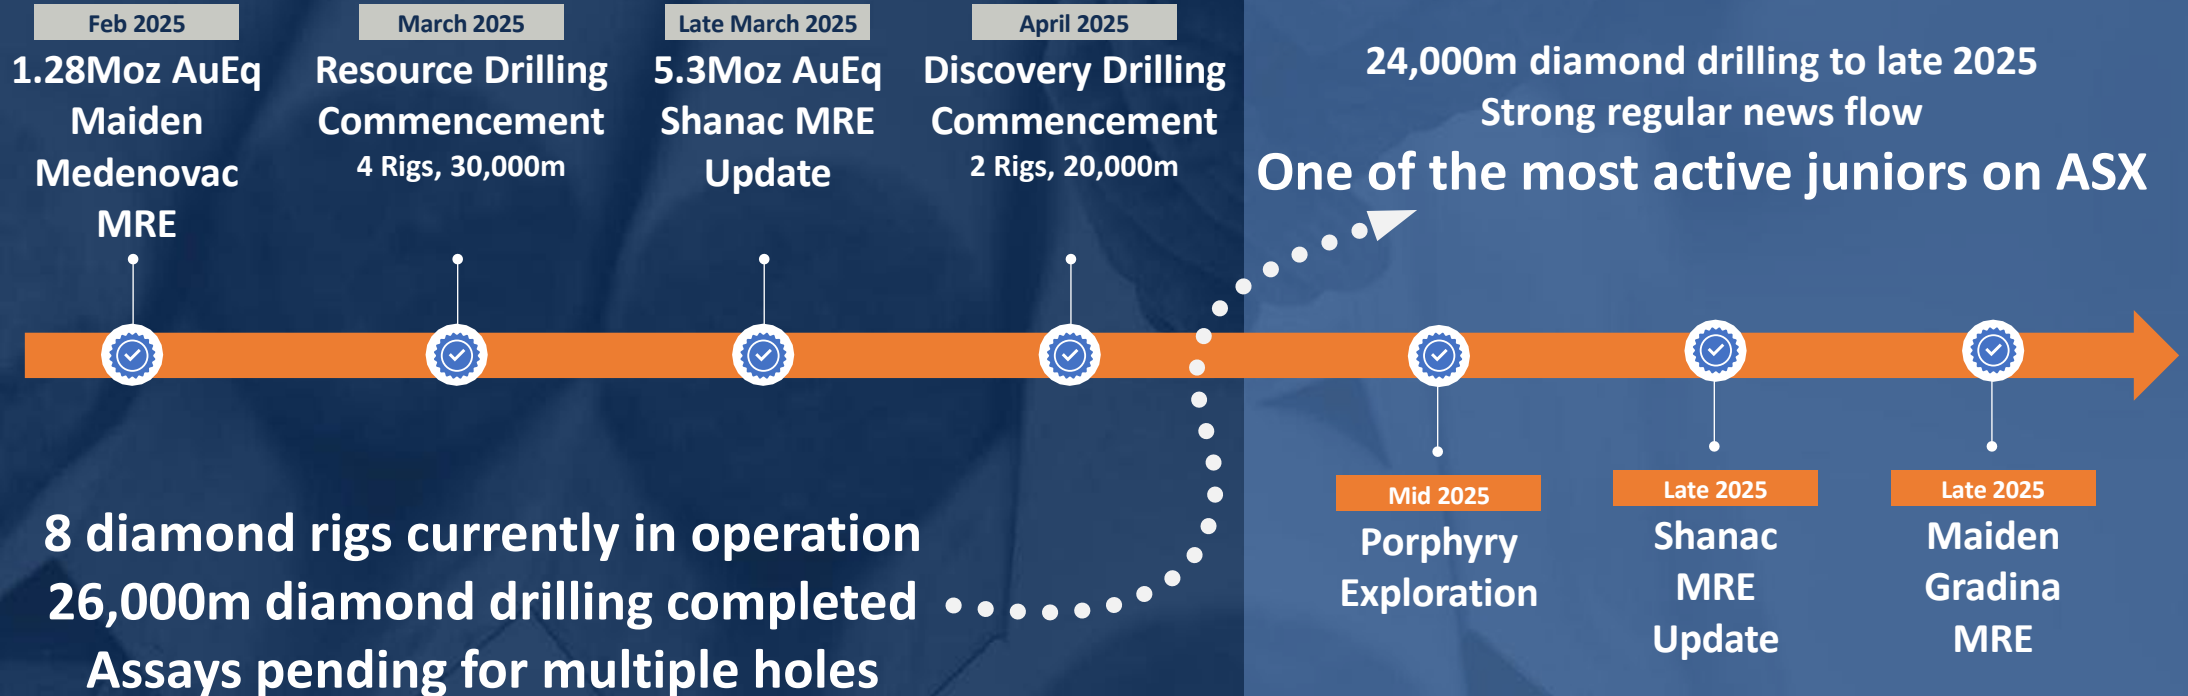 Feb 2025
1.28Moz AuEq
Maiden
Medenovac
MRE
March 2025
Resource Drilling
Commencement
4 Rigs, 30,000m
Late March 2025
5.3Moz AuEq
Shanac MRE
Update
April 2025
Discovery Drilling
Commencement
2 Rigs, 20,000m
24,000m diamond drilling to late 2025
Strong regular news flow
One of the most active juniors on ASX
8 diamond rigs currently in operation
26,000m diamond drilling completed
Assays pending for multiple holes
Mid 2025
Porphyry
Exploration
Late 2025
Shanac
MRE
Update
Late 2025
Maiden
Gradina
MRE